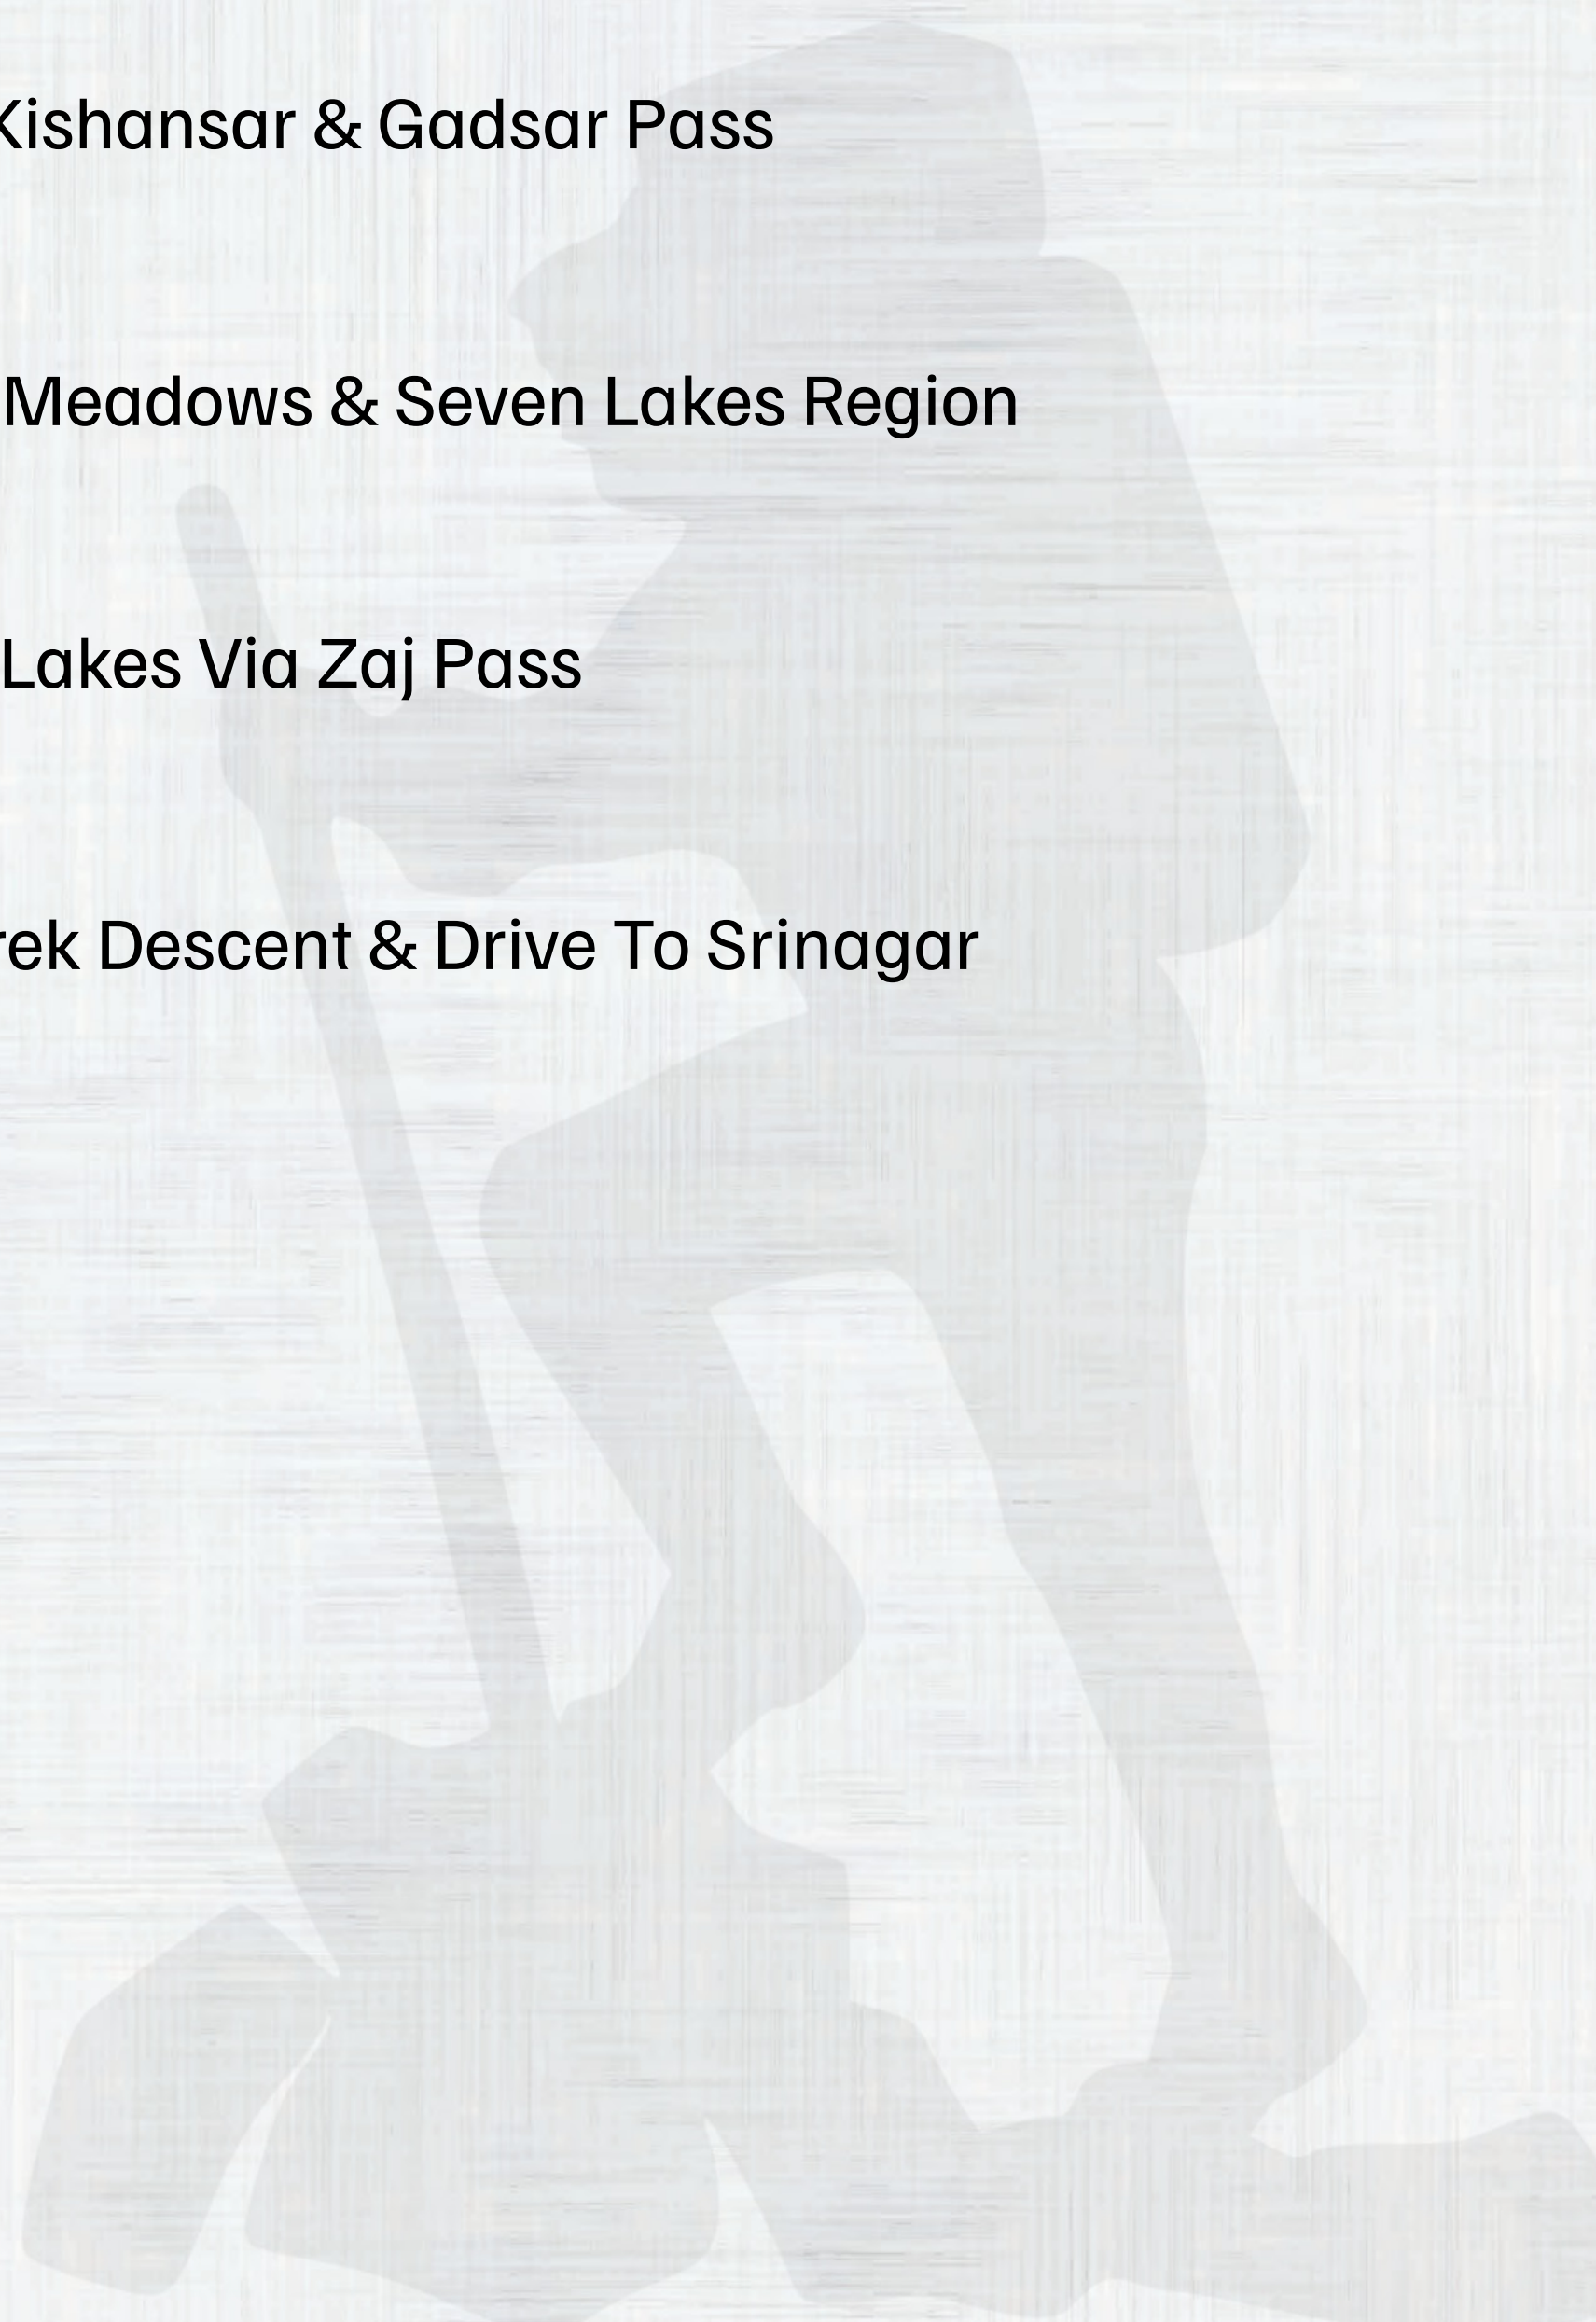 Kishansar & Gadsar Pass
Meadows & Seven Lakes Region
Lakes Via Zaj Pass
rek Descent & Drive To Srinagar